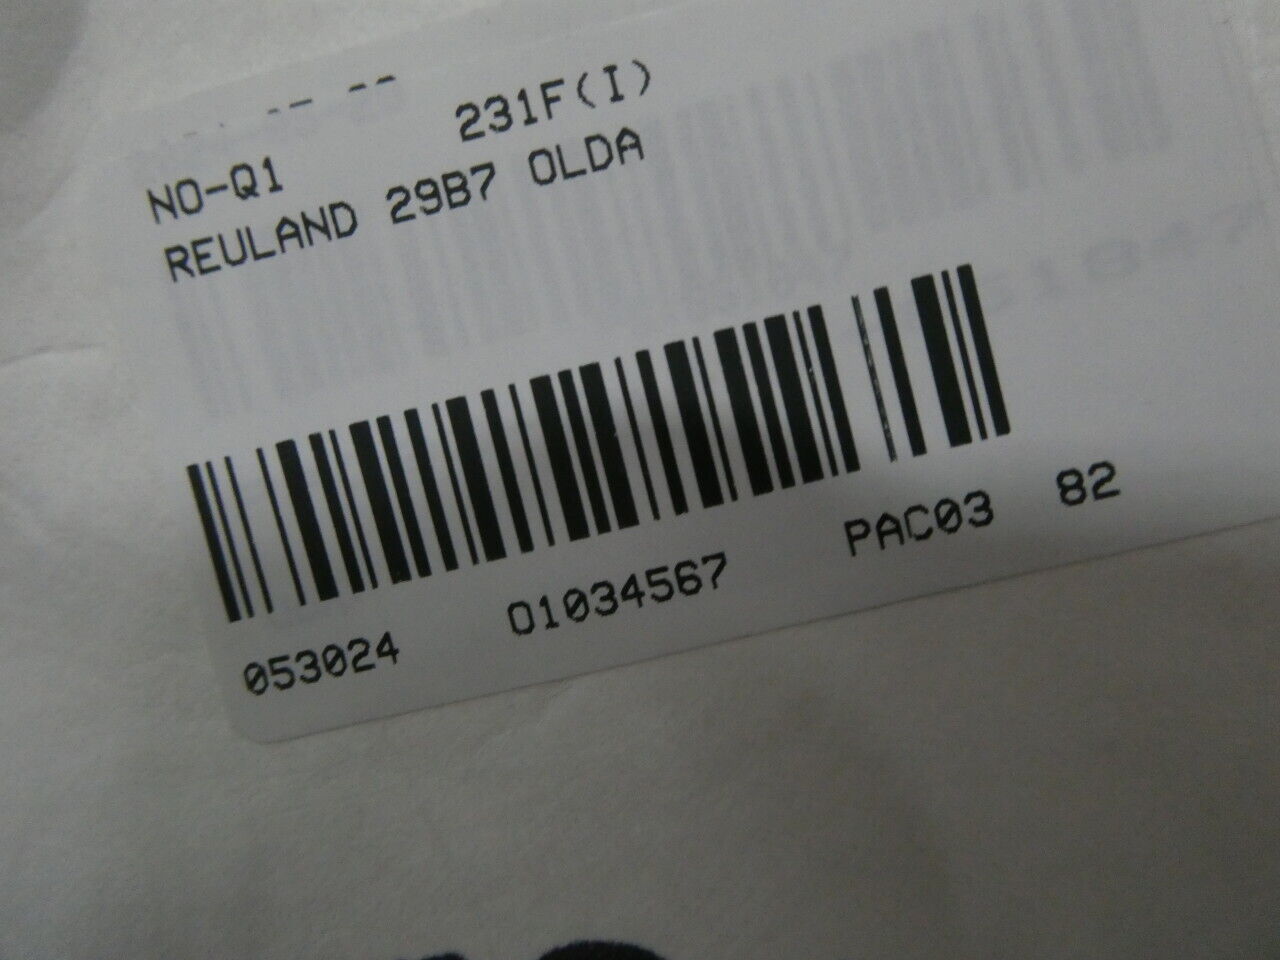 NO-Q1 231F(I)
REULAND 29B7 OLDA
053024 01034567 PAC03 82